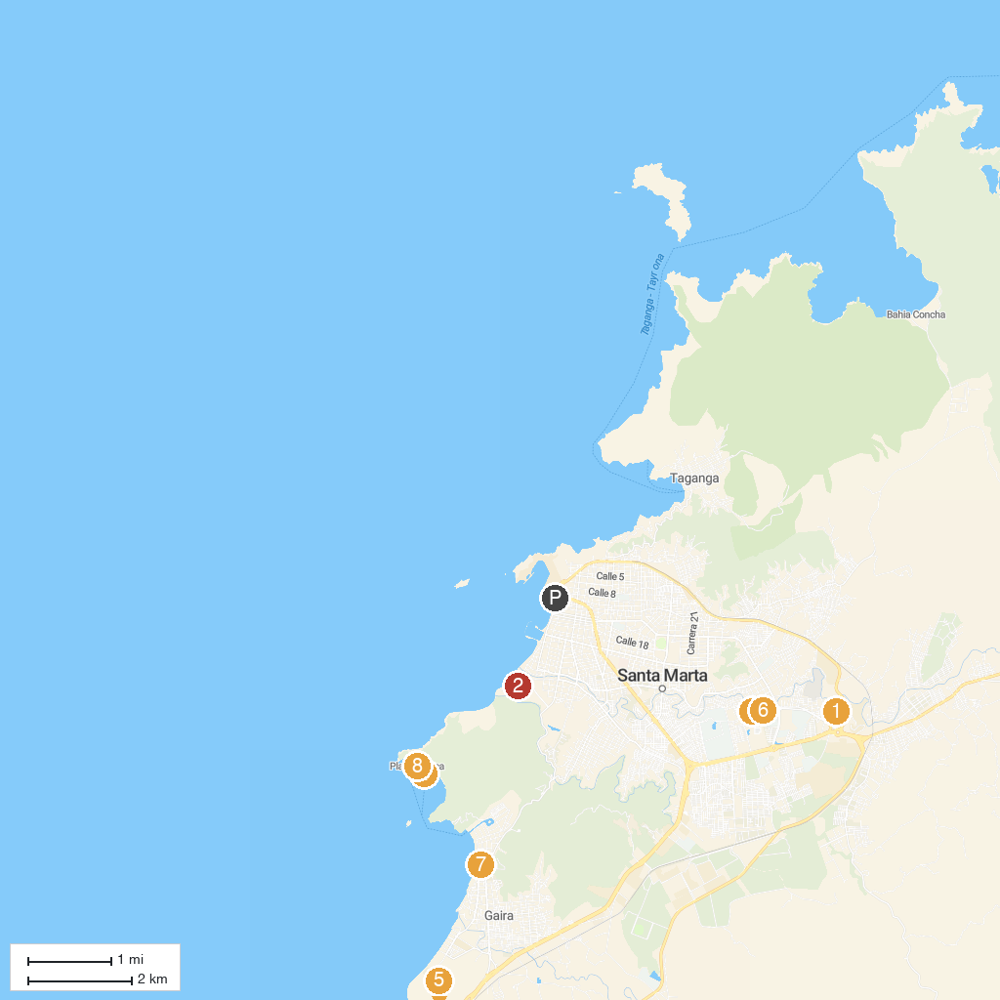 Taganga - Tayrona
Bahia Concha
Taganga
Calle 5
Calle 8
P
Carrera 21
Calle 18
Santa Marta
2
6
1
8
7
Gaira
5
1 mi
2 km